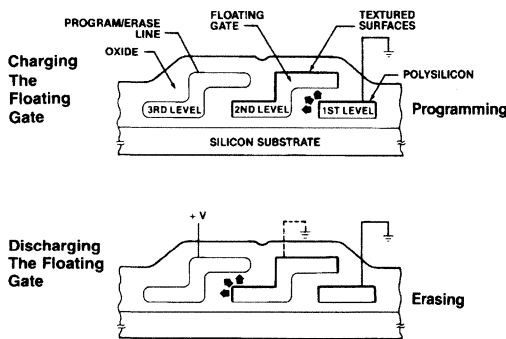 Charging
The
Floating
Gate
PROGRAM/ERASE
LINE
FLOATING
GATE
TEXTURED
SURFACES
OXIDE
POLYSILICON
3RD LEVEL
2ND LEVEL
1ST LEVEL
Programming
SILICON SUBSTRATE
Discharging
The Floating
Gate
+ V
Erasing